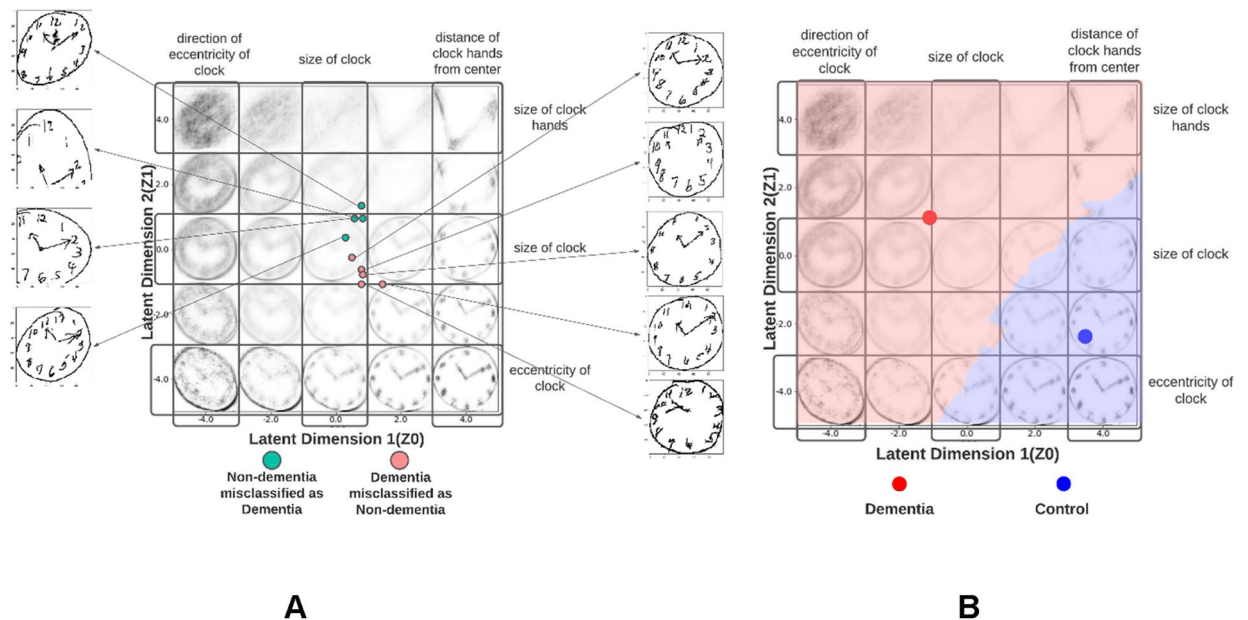 direction of
eccentricity of
clock
size of clock
distance of
clock hands
from center
size of clock
hands
size of clock
eccentricity of
clock
Latent Dimension 2(Z1)
4.0
2.0
0.0
-2.0
-4.0
-4.0
-2.0
0.0
2.0
4.0
Latent Dimension 1(Z0)
Non-dementia
misclassified as
Dementia
Dementia
misclassified as
Non-dementia
A
direction of
eccentricity of
clock
size of clock
distance of
clock hands
from center
size of clock
hands
size of clock
eccentricity of
clock
Latent Dimension 2(Z1)
4.0
2.0
0.0
-2.0
-4.0
-4.0
-2.0
0.0
2.0
4.0
Latent Dimension 1(Z0)
Dementia
Control
B